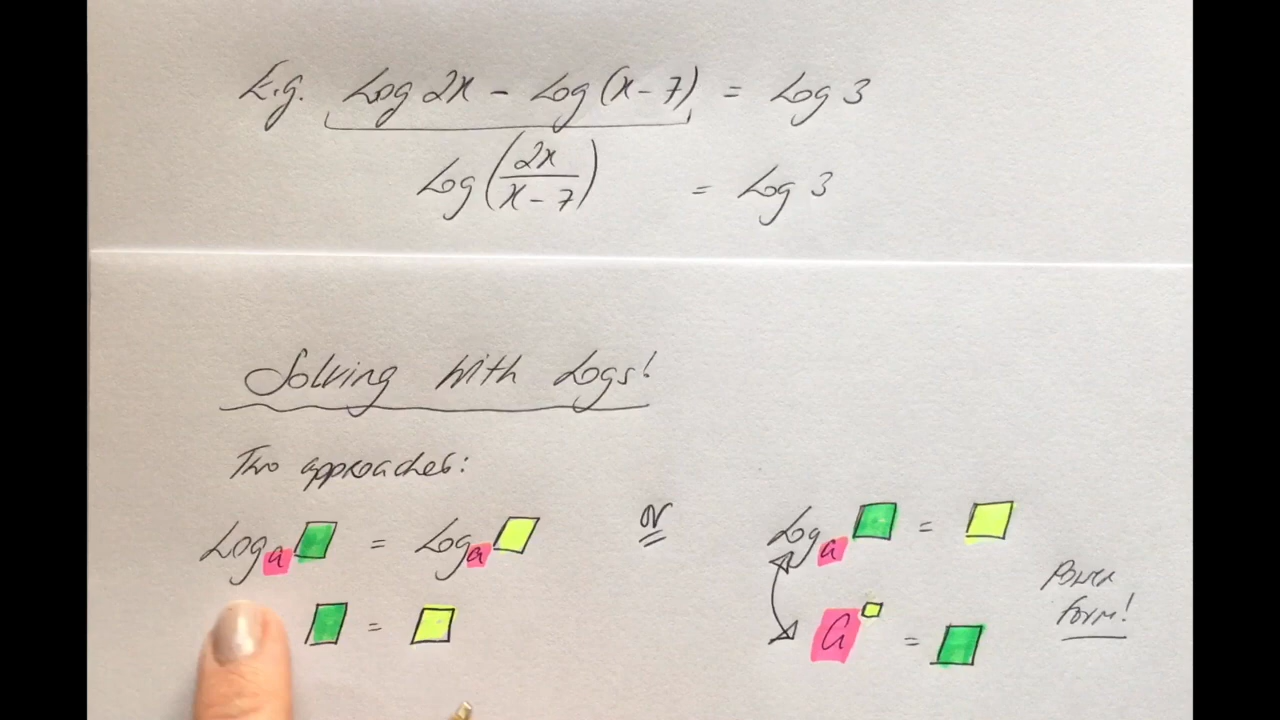 E.g. Log 2x - Log (x-7) = Log 3
Log (2x/x-7) = Log 3
Solving with Logs!
Two approaches:
Log a = Log a or Log a =
=
a = Power form!